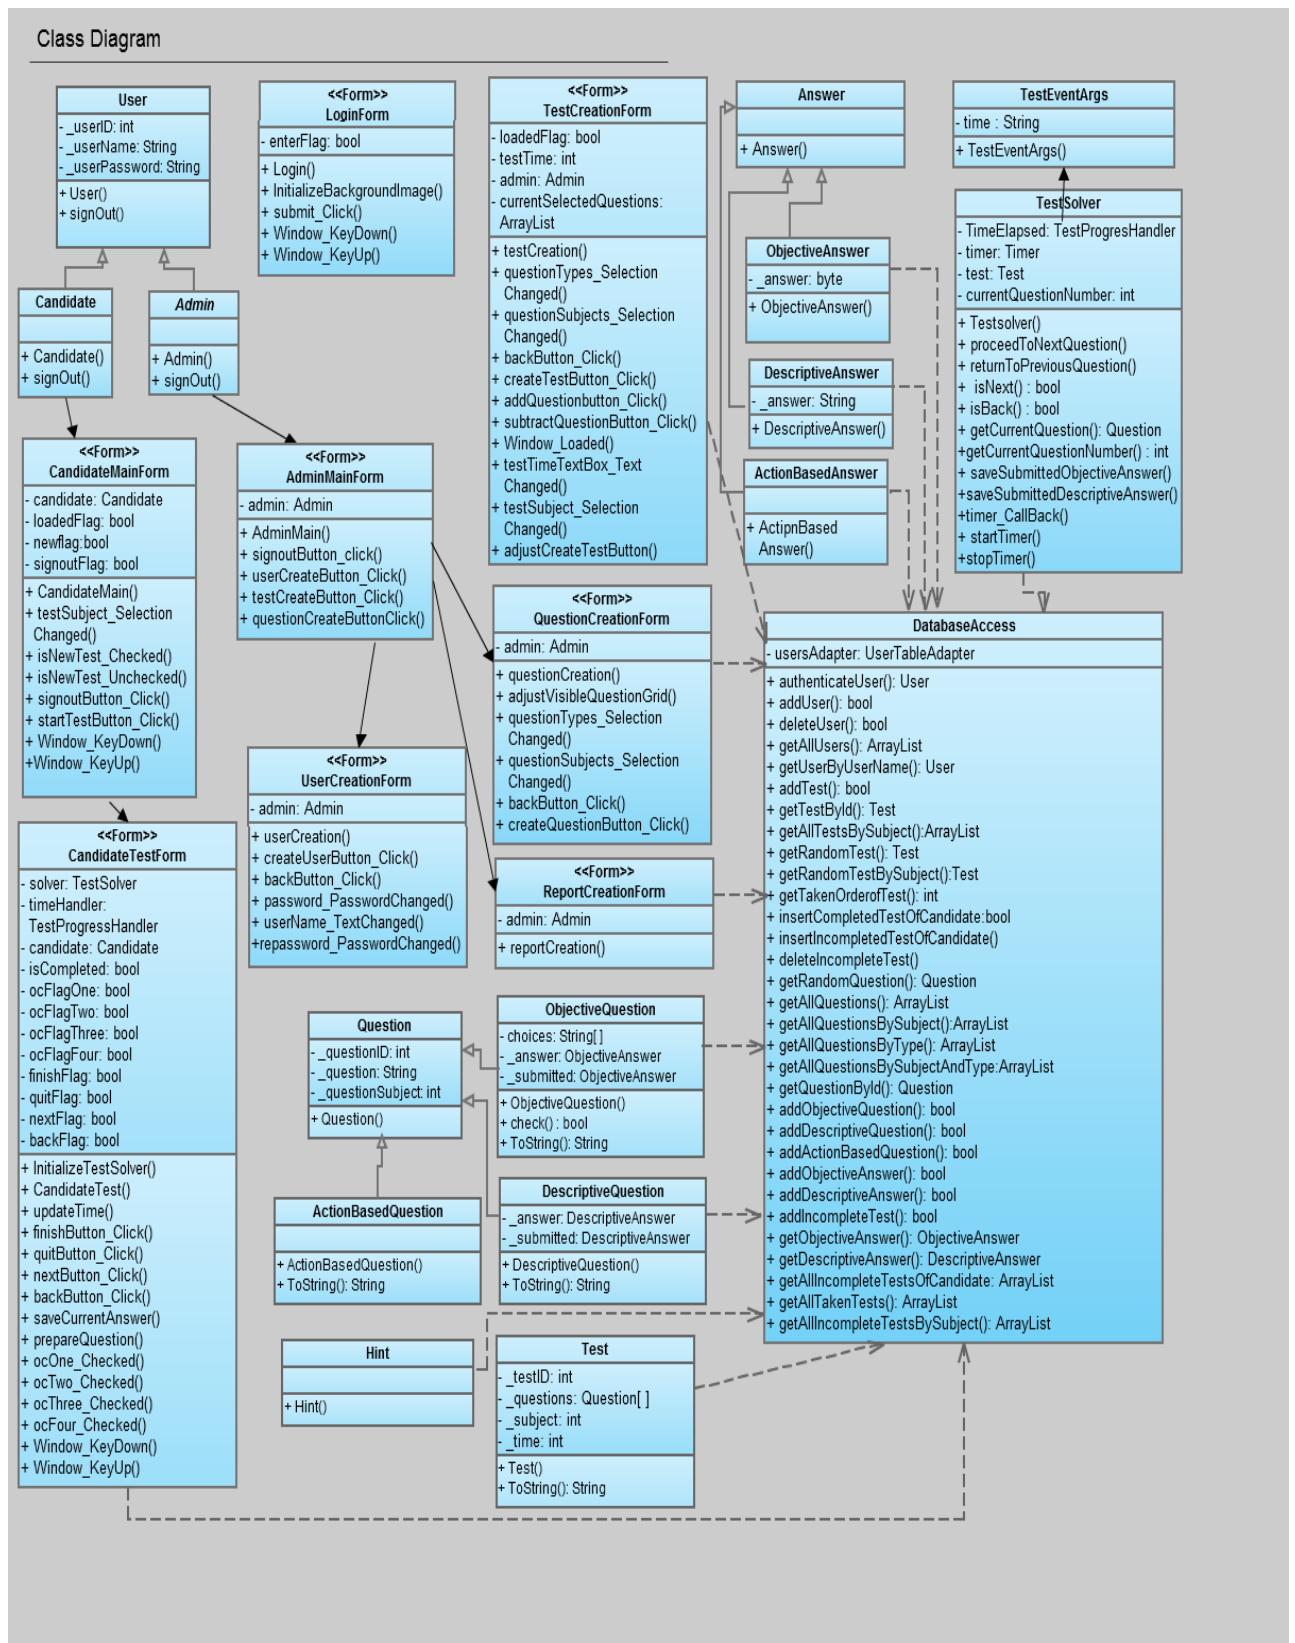 Class Diagram
User
- _userID: int
- _userName: String
- _userPassword: String
+ User()
+ signOut()
<<Form>>
LoginForm
- enterFlag: bool
+ Login()
+ InitializeBackgroundImage()
+ submit_Click()
+ Window_KeyDown()
+ Window_KeyUp()
<<Form>>
TestCreationForm
- loadedFlag: bool
- testTime: int
- admin: Admin
- currentSelectedQuestions:
ArrayList
+ testCreation()
+ questionTypes_Selection
Changed()
+ questionSubjects_Selection
Changed()
+ backButton_Click()
+ createTestButton_Click()
+ addQuestionbutton_Click()
+ subtractQuestionButton_Click()
+ Window_Loaded()
+ testTimeTextBox_Text
Changed()
+ testSubject_Selection
Changed()
+ adjustCreateTestButton()
Answer
+ Answer()
TestEventArgs
- time : String
+ TestEventArgs()
TestSolver
- TimeElapsed: TestProgresHandler
- timer: Timer
- test: Test
- currentQuestionNumber: int
+ Testsolver()
+ proceedToNextQuestion()
+ returnToPreviousQuestion()
+ isNext() : bool
+ isBack() : bool
+ getCurrentQuestion(): Question
+getCurrentQuestionNumber() : int
+ saveSubmittedObjectiveAnswer()
+saveSubmittedDescriptiveAnswer()
+timer_CallBack()
+ startTimer()
+stopTimer()
ObjectiveAnswer
- _answer: byte
+ ObjectiveAnswer()
DescriptiveAnswer
- _answer: String
+ DescriptiveAnswer()
ActionBasedAnswer
+ ActipnBased
Answer()
Candidate
+ Candidate()
+ signOut()
Admin
+ Admin()
+ signOut()
<<Form>>
CandidateMainForm
- candidate: Candidate
- loadedFlag: bool
- newflag:bool
- signoutFlag: bool
+ CandidateMain()
+ testSubject_Selection
Changed()
+ isNewTest_Checked()
+ isNewTest_Unchecked()
+ signoutButton_Click()
+ startTestButton_Click()
+ Window_KeyDown()
+Window_KeyUp()
<<Form>>
AdminMainForm
- admin: Admin
+ AdminMain()
+ signoutButton_click()
+ userCreateButton_Click()
+ testCreateButton_Click()
+ questionCreateButtonClick()
<<Form>>
QuestionCreationForm
- admin: Admin
+ questionCreation()
+ adjustVisibleQuestionGrid()
+ questionTypes_Selection
Changed()
+ questionSubjects_Selection
Changed()
+ backButton_Click()
+ createQuestionButton_Click()
<<Form>>
UserCreationForm
- admin: Admin
+ userCreation()
+ createUserButton_Click()
+ backButton_Click()
+ password_PasswordChanged()
+ userName_TextChanged()
+repassword_PasswordChanged()
<<Form>>
ReportCreationForm
- admin: Admin
+ reportCreation()
DatabaseAccess
- usersAdapter: UserTableAdapter
+ authenticateUser(): User
+ addUser(): bool
+ deleteUser(): bool
+ getAllUsers(): ArrayList
+ getUserByUserName(): User
+ addTest(): bool
+ getTestById(): Test
+ getAllTestsBySubject():ArrayList
+ getRandomTest(): Test
+ getRandomTestBySubject():Test
+ getTakenOrderofTest(): int
+ insertCompletedTestOfCandidate:bool
+ insertIncompletedTestOfCandidate()
+ deleteIncompleteTest()
+ getRandomQuestion(): Question
+ getAllQuestions(): ArrayList
+ getAllQuestionsBySubject():ArrayList
+ getAllQuestionsByType(): ArrayList
+ getAllQuestionsBySubjectAndType:ArrayList
+ getQuestionById(): Question
+ addObjectiveQuestion(): bool
+ addDescriptiveQuestion(): bool
+ addActionBasedQuestion(): bool
+ addObjectiveAnswer(): bool
+ addDescriptiveAnswer(): bool
+ addIncompleteTest(): bool
+ getObjectiveAnswer(): ObjectiveAnswer
+ getDescriptiveAnswer(): DescriptiveAnswer
+ getAllIncompleteTestsOfCandidate: ArrayList
+ getAllTakenTests(): ArrayList
+ getAllIncompleteTestsBySubject(): ArrayList
<<Form>>
CandidateTestForm
- solver: TestSolver
- timeHandler:
TestProgressHandler
- candidate: Candidate
- isCompleted: bool
- ocFlagOne: bool
- ocFlagTwo: bool
- ocFlagThree: bool
- ocFlagFour: bool
- finishFlag: bool
- quitFlag: bool
- nextFlag: bool
- backFlag: bool
+ InitializeTestSolver()
+ CandidateTest()
+ updateTime()
+ finishButton_Click()
+ quitButton_Click()
+ nextButton_Click()
+ backButton_Click()
+ saveCurrentAnswer()
+ prepareQuestion()
+ ocOne_Checked()
+ ocTwo_Checked()
+ ocThree_Checked()
+ ocFour_Checked()
+ Window_KeyDown()
+ Window_KeyUp()
Question
- _questionID: int
- _question: String
- _questionSubject: int
+ Question()
ObjectiveQuestion
- choices: String[ ]
- _answer: ObjectiveAnswer
- _submitted: ObjectiveAnswer
+ ObjectiveQuestion()
+ check() : bool
+ ToString(): String
ActionBasedQuestion
+ ActionBasedQuestion()
+ ToString(): String
DescriptiveQuestion
- _answer: DescriptiveAnswer
- _submitted: DescriptiveAnswer
+ DescriptiveQuestion()
+ ToString(): String
Hint
+ Hint()
Test
- _testID: int
- _questions: Question[ ]
- _subject: int
- _time: int
+ Test()
+ ToString(): String